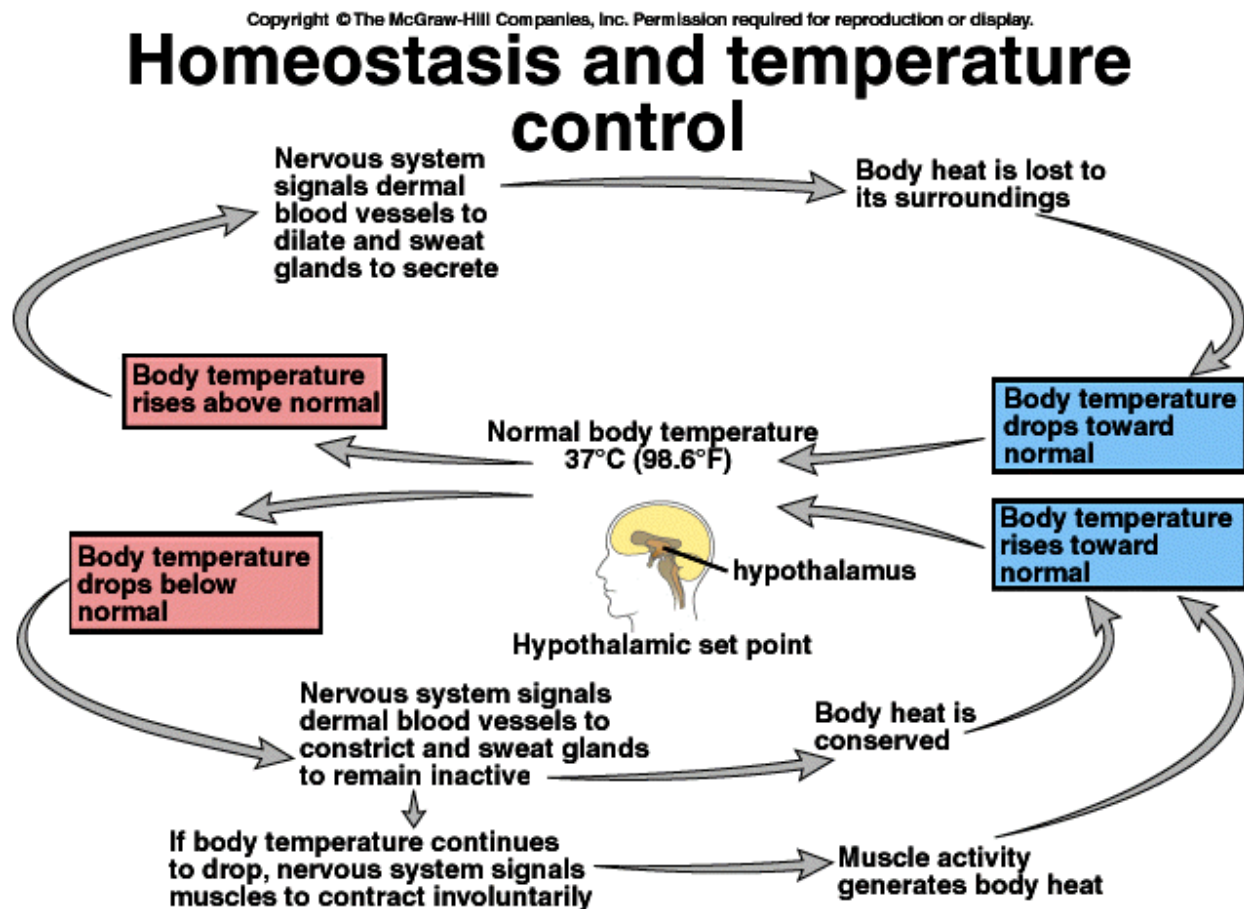 Copyright © The McGraw-Hill Companies, Inc. Permission required for reproduction or display.
Homeostasis and temperature
control
Nervous system
signals dermal
blood vessels to
dilate and sweat
glands to secrete
Body heat is lost to
its surroundings
Body temperature
rises above normal
Body temperature
drops toward
normal
Normal body temperature
37°C (98.6°F)
Body temperature
drops below
normal
hypothalamus
Hypothalamic set point
Body temperature
rises toward
normal
Nervous system signals
dermal blood vessels to
constrict and sweat glands
to remain inactive
Body heat is
conserved
If body temperature continues
to drop, nervous system signals
muscles to contract involuntarily
Muscle activity
generates body heat